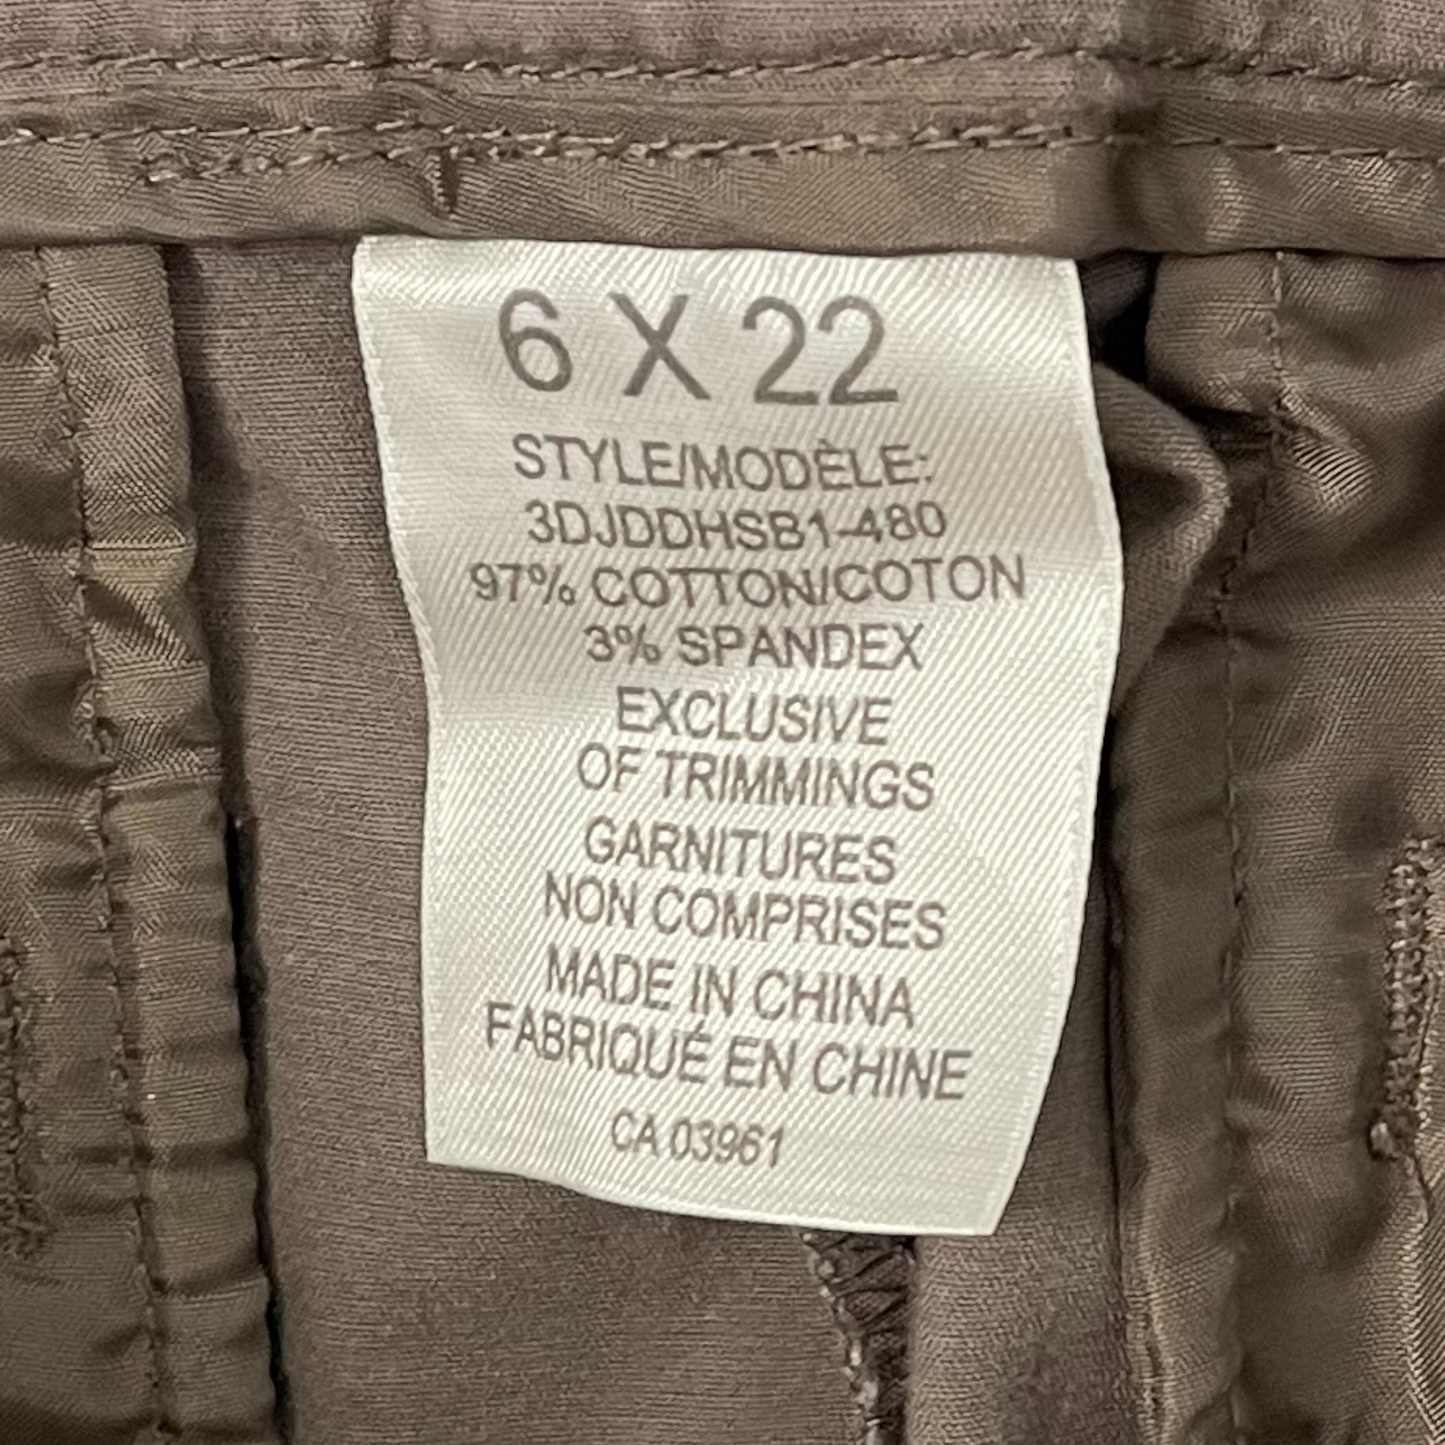 6 X 22
STYLE/MODÈLE:
3DJDDHSB1-480
97% COTTON/COTON
3% SPANDEX
EXCLUSIVE
OF TRIMMINGS
GARNITURES
NON COMPRISES
MADE IN CHINA
FABRIQUÉ EN CHINE
CA 03961